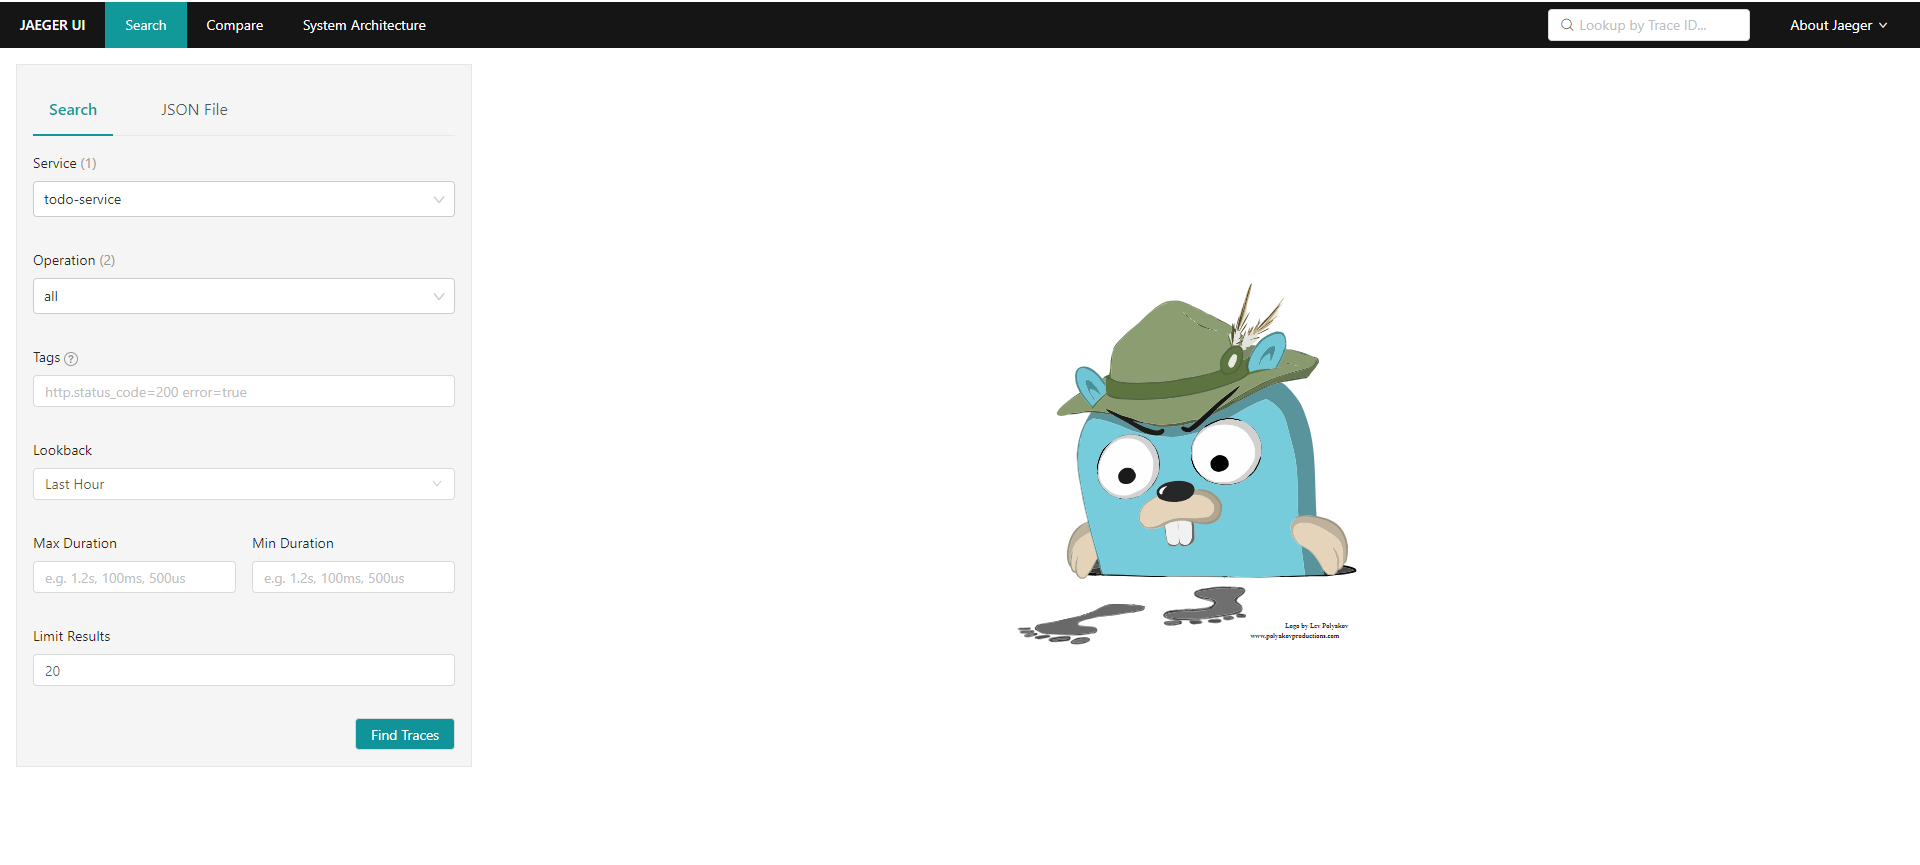 JAEGER UI Search Compare System Architecture Lookup by Trace ID... About Jaeger
Search JSON File
Service (1)
todo-service
Operation (2)
all
Tags ?
http.status_code=200 error=true
Lookback
Last Hour
Max Duration Min Duration
e.g. 1.2s, 100ms, 500us e.g. 1.2s, 100ms, 500us
Limit Results
20
Find Traces
Logo by Lev Polyakov
www.polyakovproductions.com